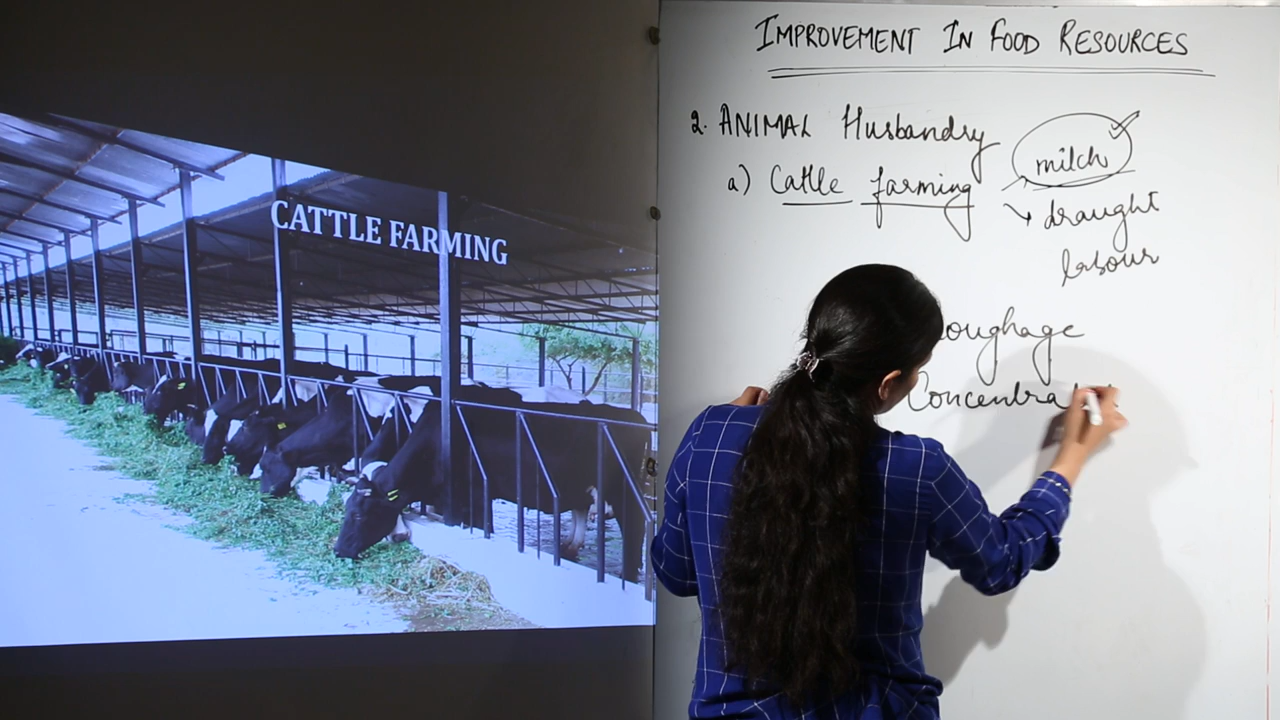 CATTLE FARMING
IMPROVEMENT IN FOOD RESOURCES
2. ANIMAL Husbandry
milch
a) Cattle farming
draught
labour
oughage
Concentra